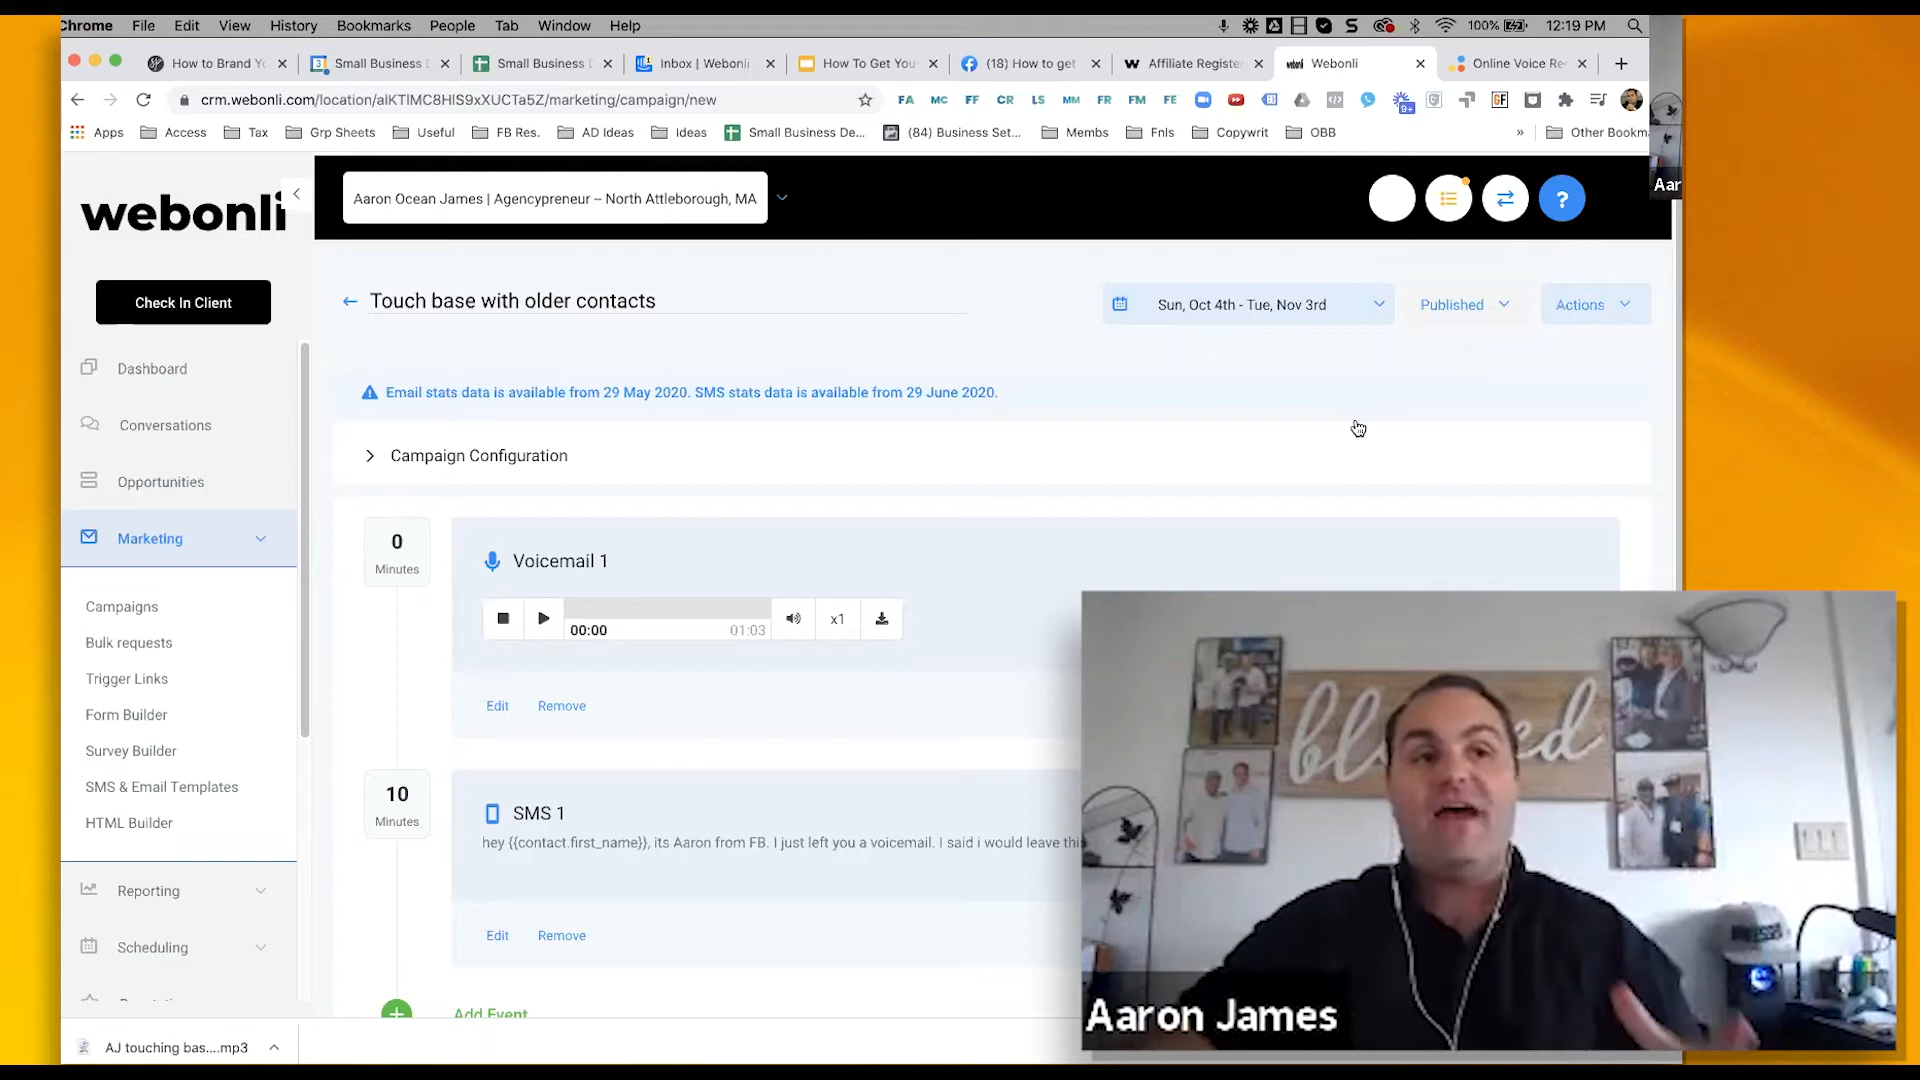 Chrome File Edit View History Bookmarks People Tab Window Help
100% 12:19 PM
How to Brand Yo
Small Business D
Small Business D
Inbox | Webonli
How To Get You
(18) How to get
Affiliate Register
Webonli
Online Voice Re
crm.webonli.com/location/alKTlMC8HlS9xXUCTa5Z/marketing/campaign/new
FA MC FF CR LS MM FR FM FE
9+
GF
Apps Access Tax Grp Sheets Useful FB Res. AD Ideas Ideas Small Business De... (84) Business Set... Membs Fnls Copywrit OBB » Other Bookm
webonli
Aaron Ocean James | Agencypreneur -- North Attleborough, MA
?
Aar
Check In Client
Dashboard
Conversations
Opportunities
Marketing
Campaigns
Bulk requests
Trigger Links
Form Builder
Survey Builder
SMS & Email Templates
HTML Builder
Reporting
Scheduling
Touch base with older contacts
Sun, Oct 4th - Tue, Nov 3rd
Published
Actions
Email stats data is available from 29 May 2020. SMS stats data is available from 29 June 2020.
Campaign Configuration
0
Minutes
Voicemail 1
00:00
01:03
x1
Edit Remove
10
Minutes
SMS 1
hey {{contact.first_name}}, its Aaron from FB. I just left you a voicemail. I said i would leave this
Edit Remove
Add Event
AJ touching bas....mp3
Aaron James